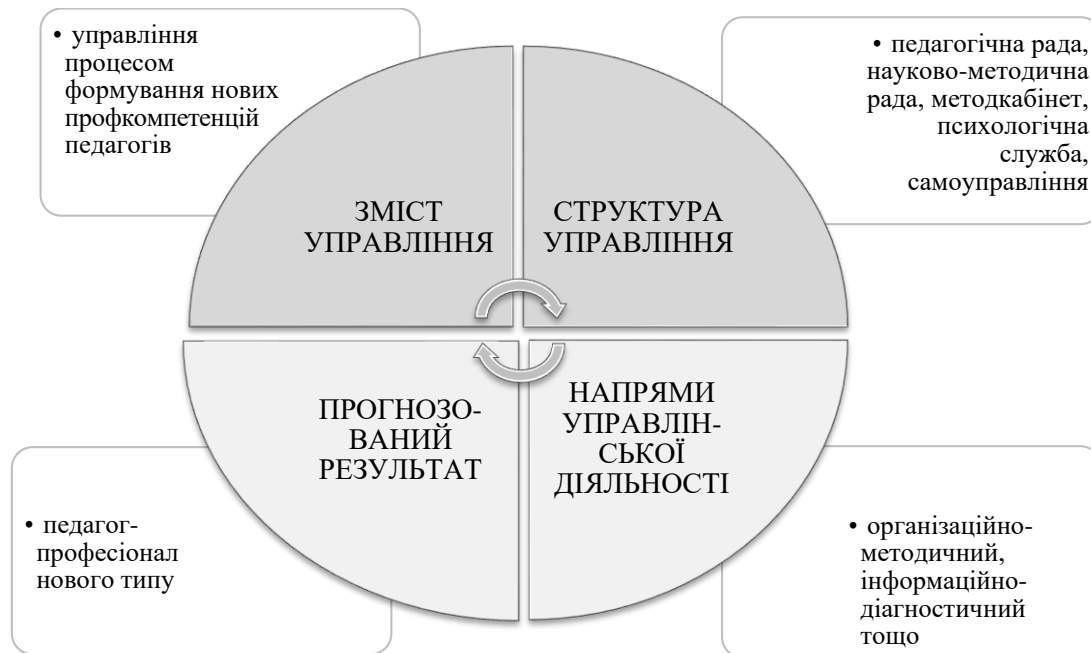 • управління
процесом
формування нових
профкомпетенцій
педагогів
• педагогічна рада,
науково-методична
рада, методкабінет,
психологічна
служба,
самоуправління
ЗМІСТ
УПРАВЛІННЯ
СТРУКТУРА
УПРАВЛІННЯ
ПРОГНОЗО-
ВАНИЙ
РЕЗУЛЬТАТ
НАПРЯМИ
УПРАВЛІН-
СЬКОЇ
ДІЯЛЬНОСТІ
• педагог-
професіонал
нового типу
• організаційно-
методичний,
інформаційно-
діагностичний
тощо